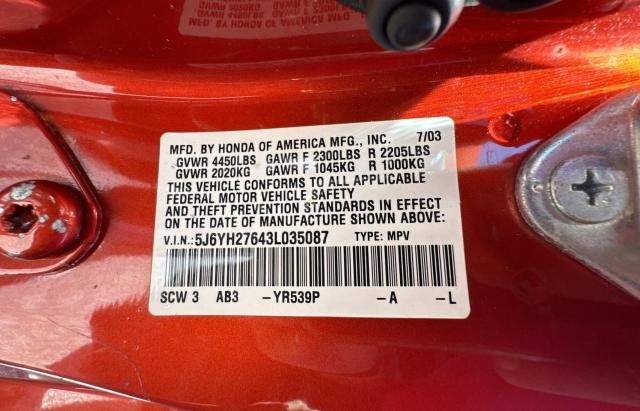 MFD. BY HONDA OF AMERICA MFG., INC. 7/03
GVWR 4450LBS GAWR F 2300LBS R 2205LBS
GVWR 2020KG GAWR F 1045KG R 1000KG
THIS VEHICLE CONFORMS TO ALL APPLICABLE
FEDERAL MOTOR VEHICLE SAFETY
AND THEFT PREVENTION STANDARDS IN EFFECT
ON THE DATE OF MANUFACTURE SHOWN ABOVE:
V.I.N.:5J6YH27643L035087 TYPE: MPV
SCW 3 AB3 -YR539P -A -L